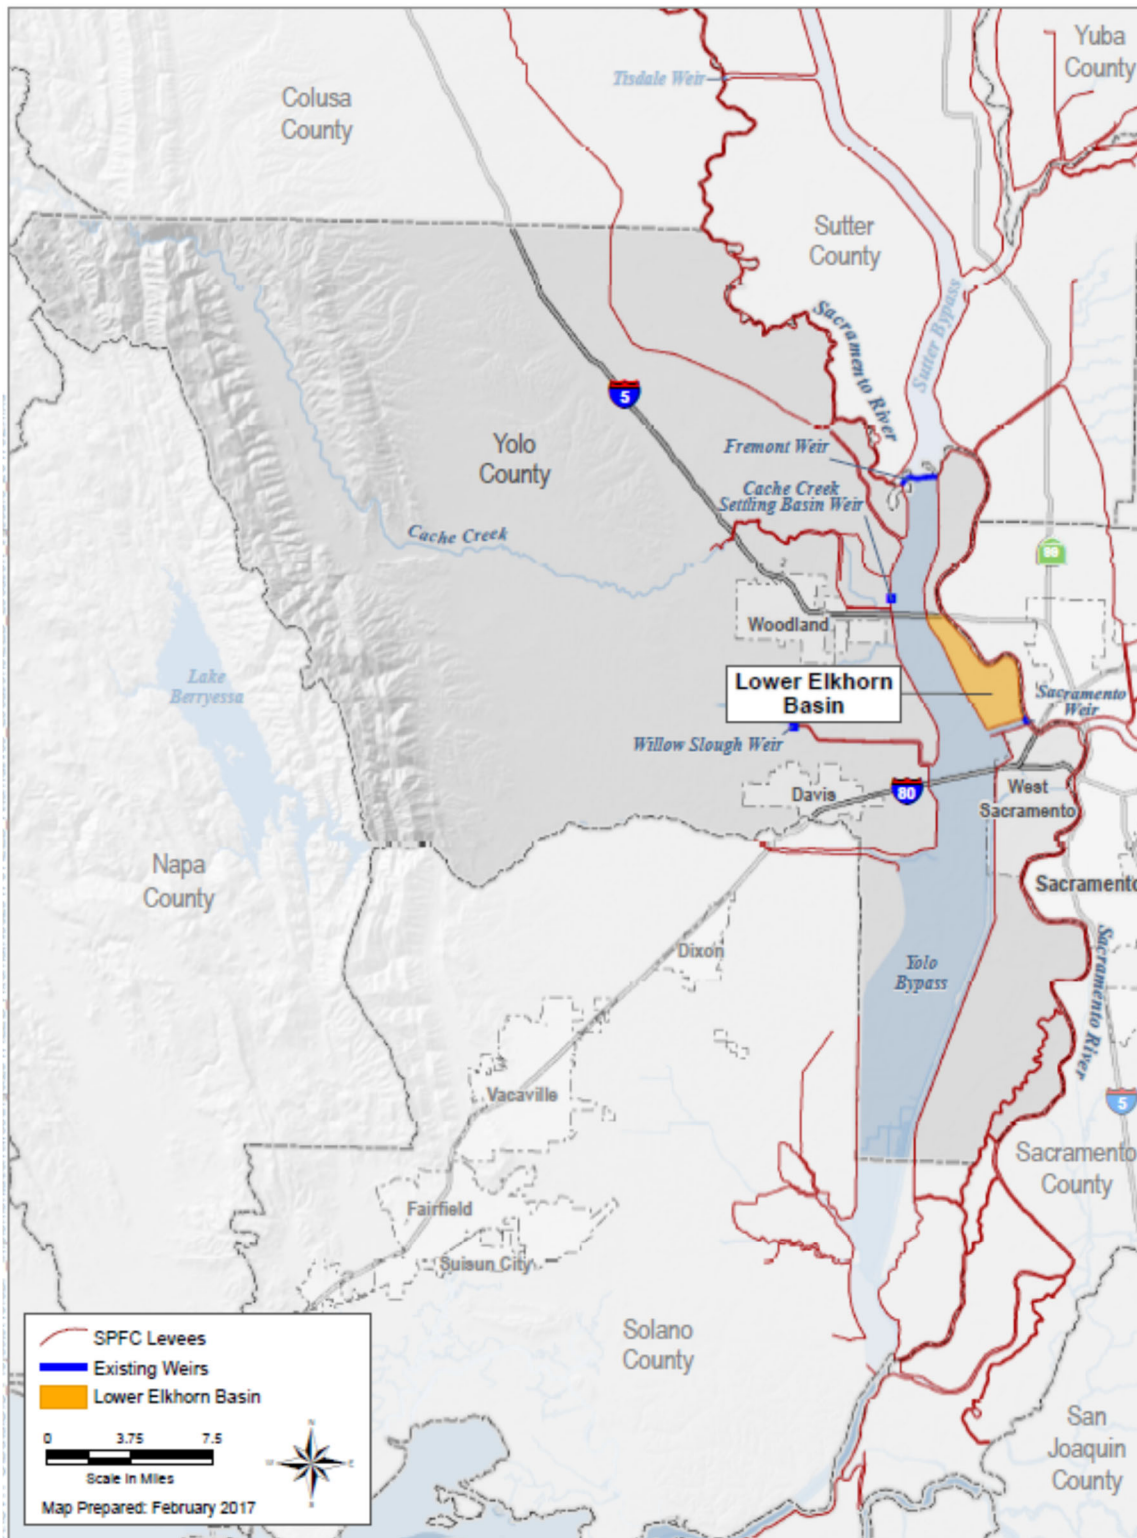 Yuba
County
Tisdale Weir
Colusa
County
Sutter
County
Sutter Bypass
Sacramento River
5
Yolo
County
Fremont Weir
Cache Creek
Settling Basin Weir
Cache Creek
99
2
Woodland
Lake
Berryessa
Lower Elkhorn
Basin
Sacramento
Weir
Willow Slough Weir
80
Davis
West
Sacramento
Napa
County
Sacramento
Dixon
Yolo
Bypass
Sacramento River
Vacaville
5
Sacramento
County
Fairfield
Suisun City
Solano
County
San
Joaquin
County
SPFC Levees
Existing Weirs
Lower Elkhorn Basin
0 3.75 7.5
Scale in Miles
N
W E
S
Map Prepared: February 2017